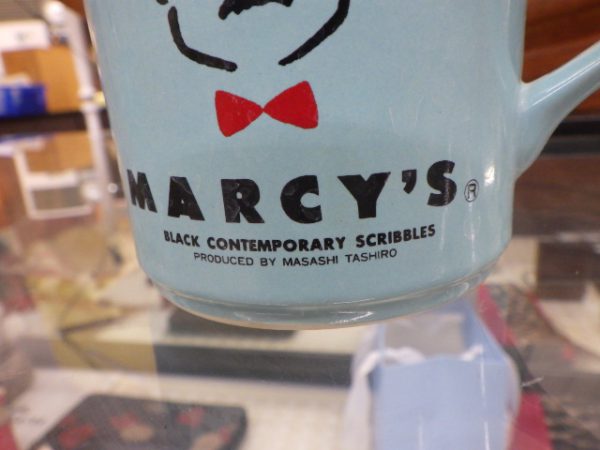 MARCY'S®
BLACK CONTEMPORARY SCRIBBLES
PRODUCED BY MASASHI TASHIRO